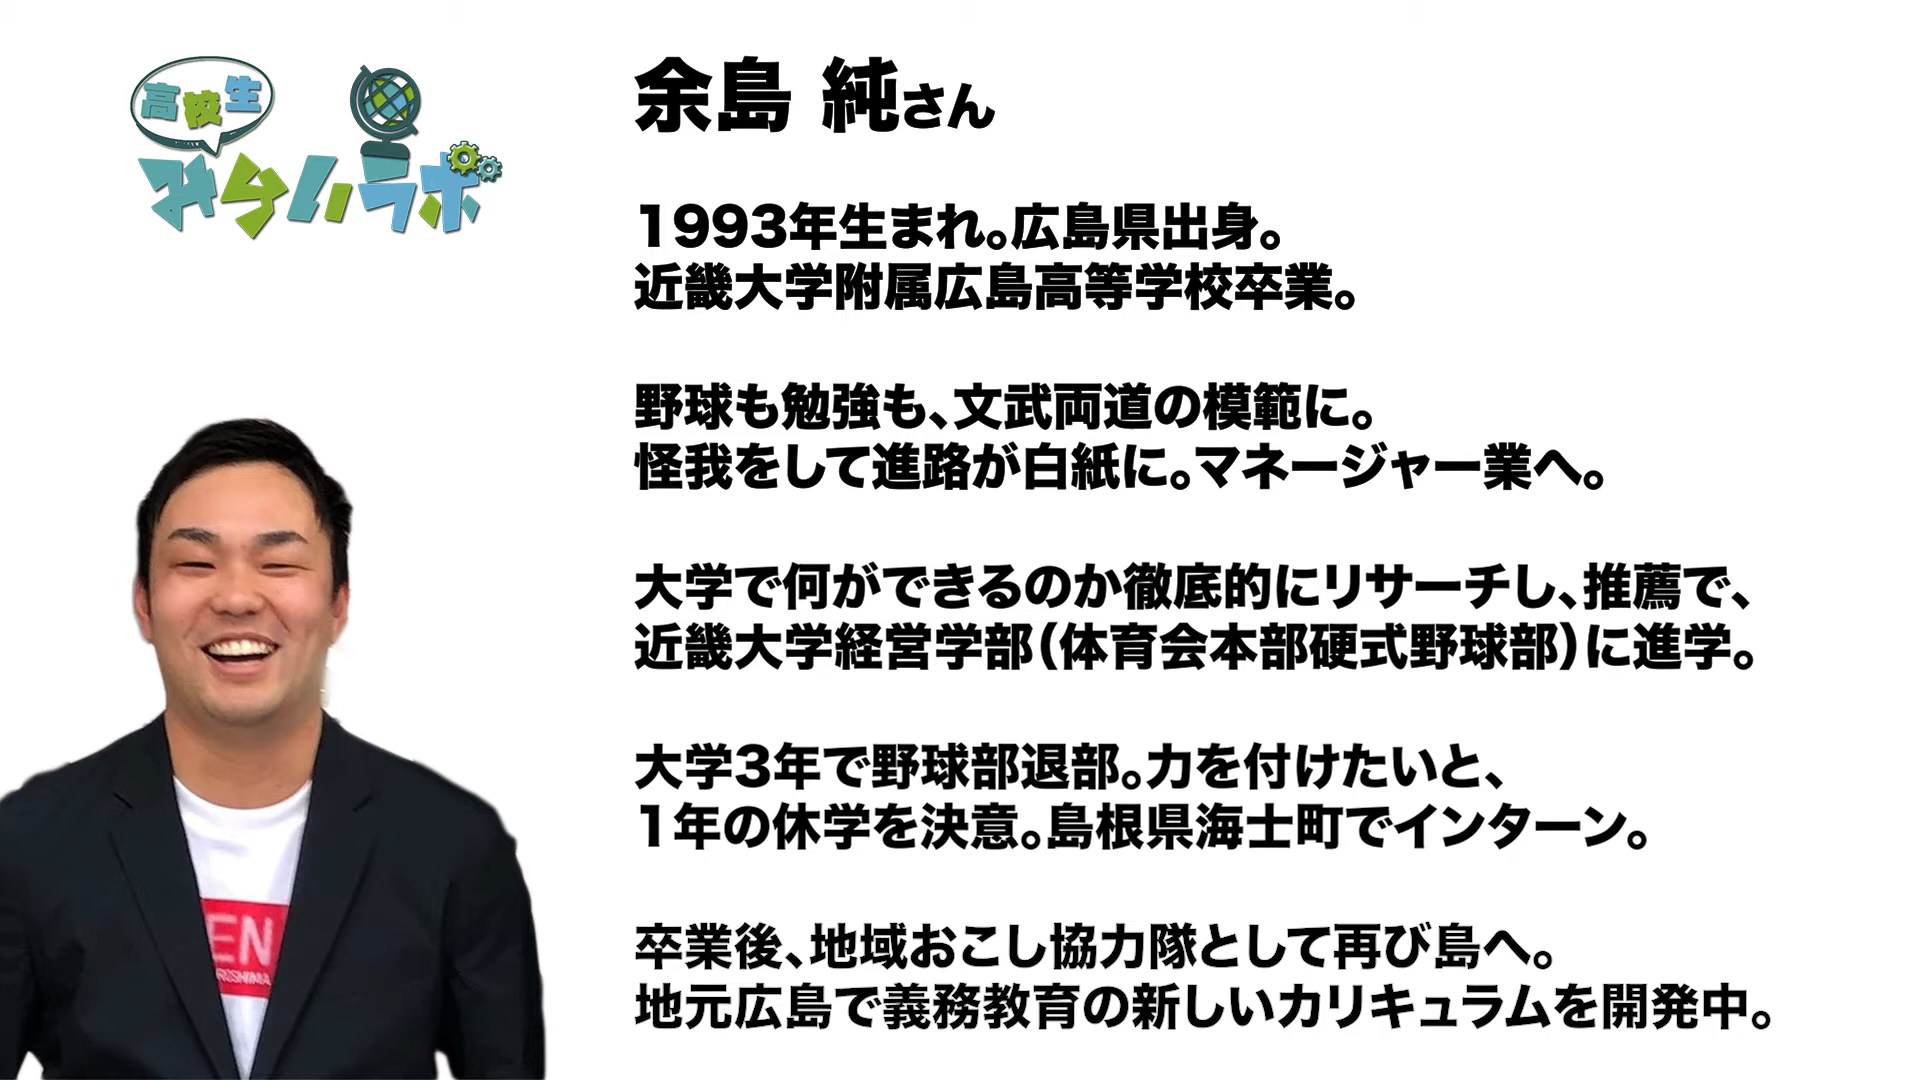 高校生
みらいラボ
余島 純さん
1993年生まれ。広島県出身。
近畿大学附属広島高等学校卒業。
野球も勉強も、文武両道の模範に。
怪我をして進路が白紙に。マネージャー業へ。
大学で何ができるのか徹底的にリサーチし、推薦で、
近畿大学経営学部（体育会本部硬式野球部）に進学。
大学3年で野球部退部。力を付けたいと、
1年の休学を決意。島根県海士町でインターン。
卒業後、地域おこし協力隊として再び島へ。
地元広島で義務教育の新しいカリキュラムを開発中。
EN